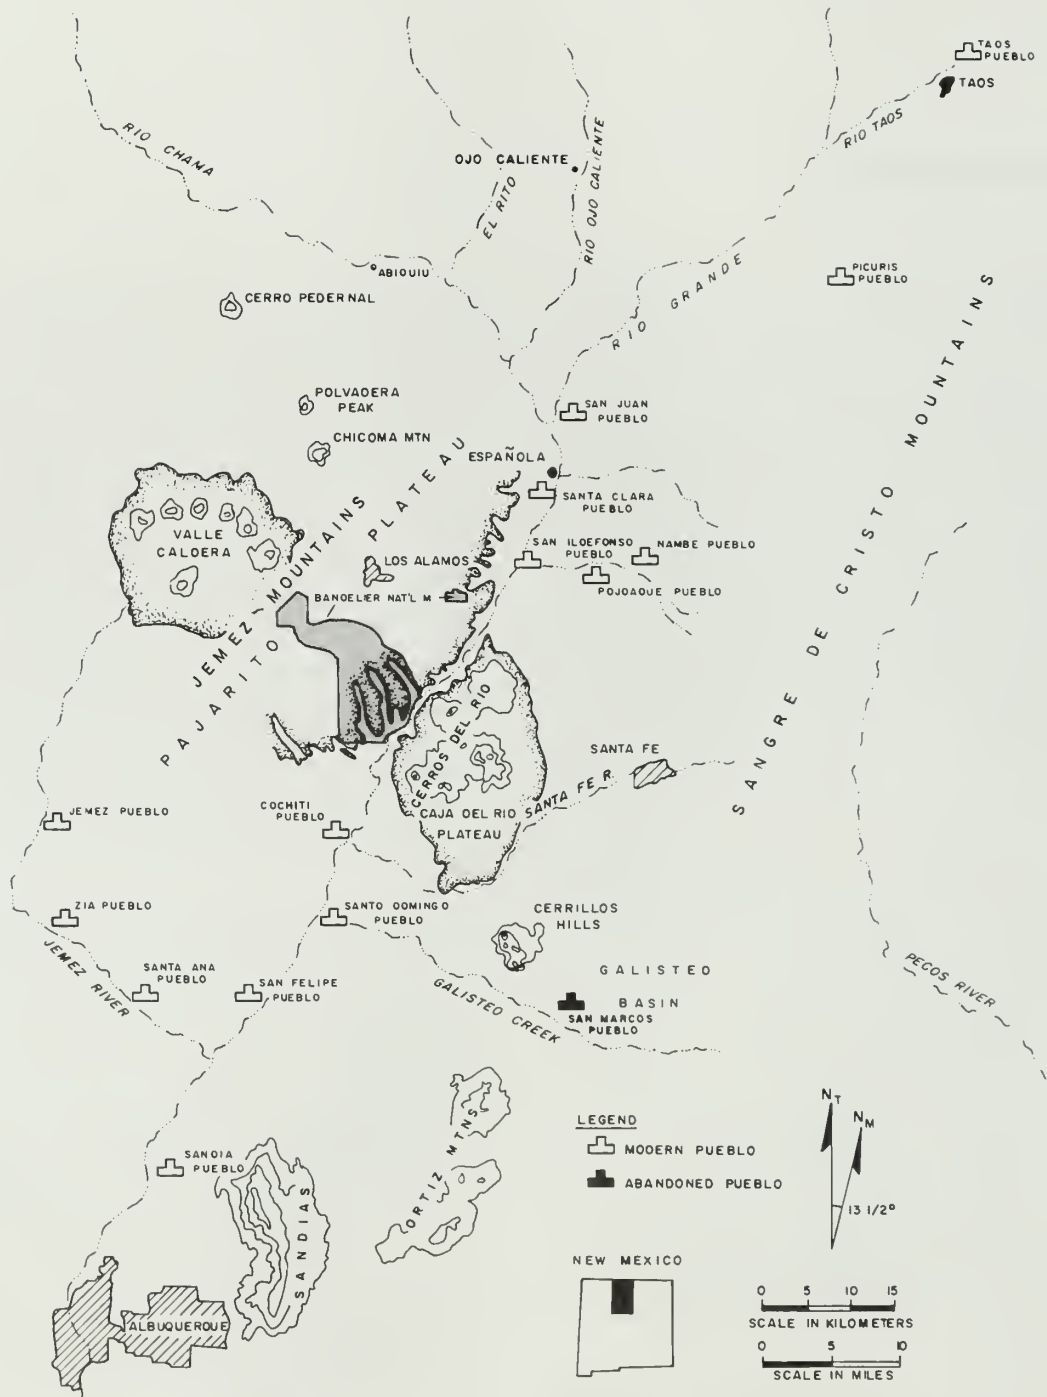 TAOS
PUEBLO
TAOS
RIO TAOS
RIO CHAMA
OJO CALIENTE
EL RITO
RIO OJO CALIENTE
ABIQUIU
RIO GRANDE
PICURIS
PUEBLO
CERRO PEDERNAL
SANGRE DE CRISTO MOUNTAINS
POLVADERA
PEAK
SAN JUAN
PUEBLO
CHICOMA MTN
ESPAÑOLA
SANTA CLARA
PUEBLO
VALLE
CALDERA
JEMEZ MOUNTAINS
PAJARITO PLATEAU
LOS ALAMOS
SAN ILDEFONSO
PUEBLO
NAMBE PUEBLO
POJOAQUE PUEBLO
BANDELIER NAT'L M
CERROS DEL RIO
SANTA FE
SANTA FE R.
CAJA DEL RIO
PLATEAU
JEMEZ PUEBLO
COCHITI
PUEBLO
ZIA PUEBLO
SANTO DOMINGO
PUEBLO
CERRILLOS
HILLS
JEMEZ RIVER
SANTA ANA
PUEBLO
SAN FELIPE
PUEBLO
GALISTEO CREEK
GALISTEO
BASIN
SAN MARCOS
PUEBLO
PECOS RIVER
ORTIZ MTNS
SANDIA
PUEBLO
SANDIAS
ALBUQUERQUE
LEGEND
MODERN PUEBLO
ABANDONED PUEBLO
NT
NM
13 1/2°
NEW MEXICO
0 5 10 15
SCALE IN KILOMETERS
0 5 10
SCALE IN MILES